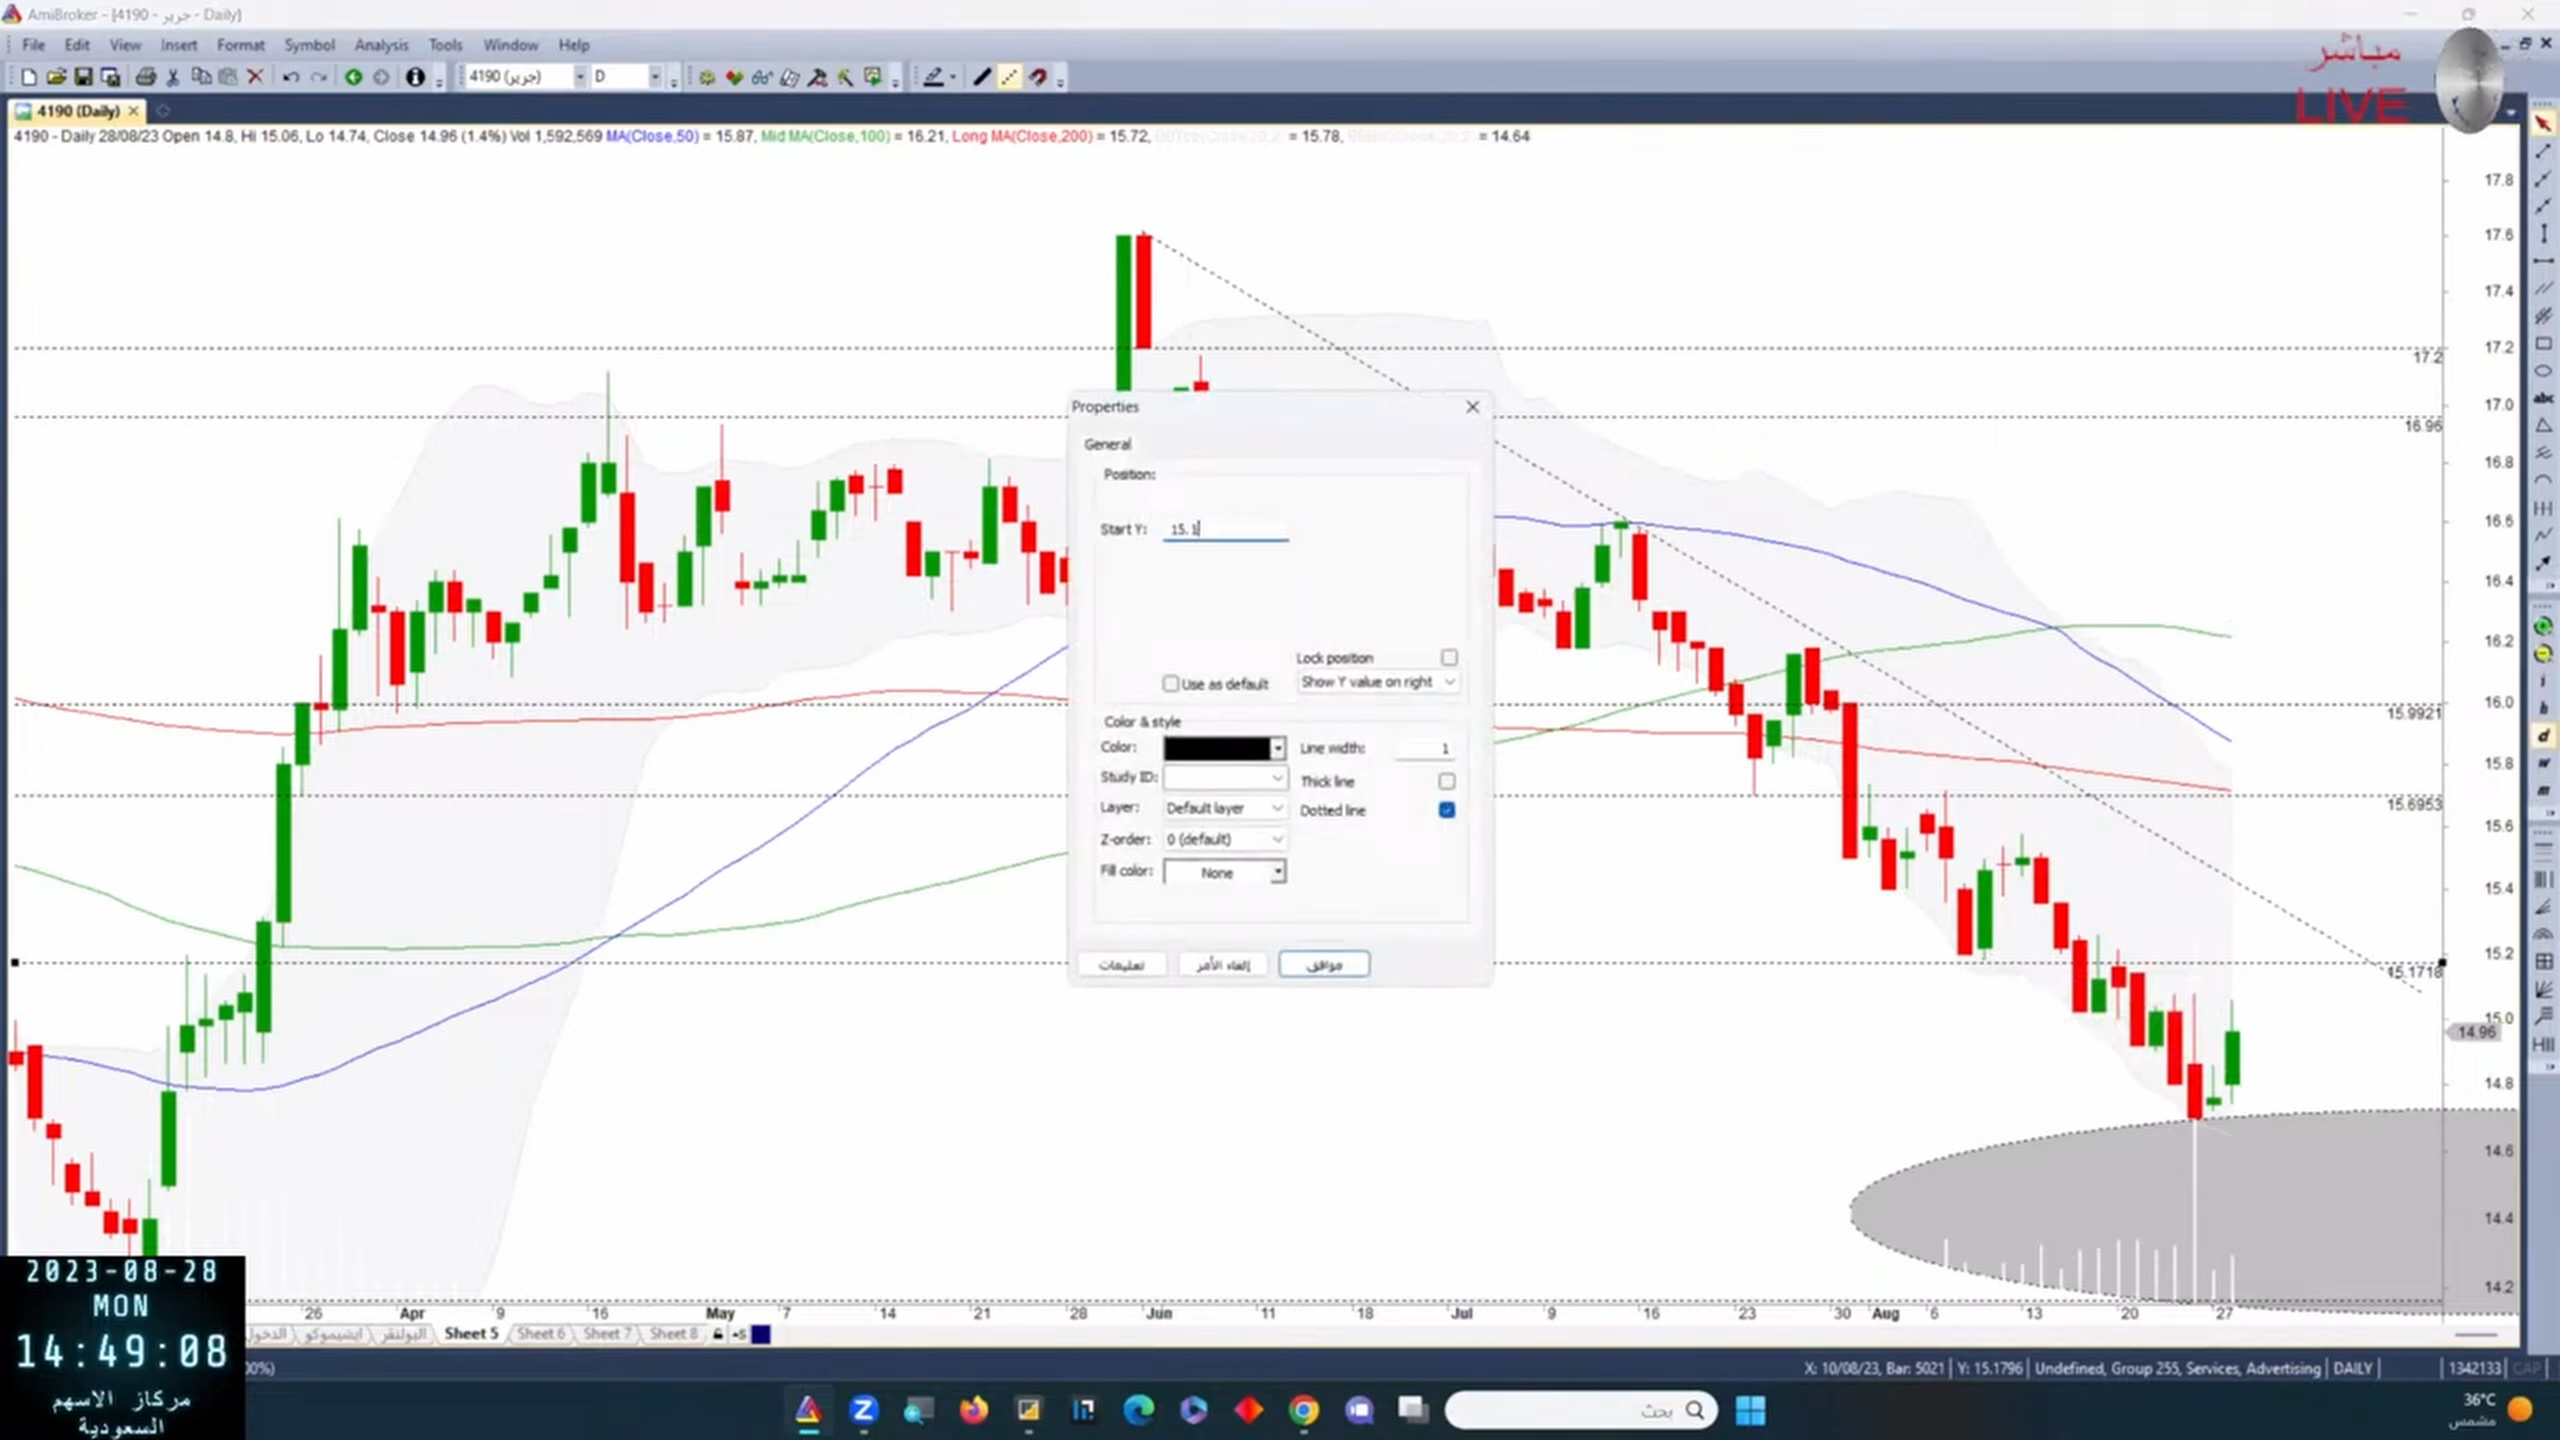 AmiBroker - [4190 - جرير - Daily]
File Edit View Insert Format Symbol Analysis Tools Window Help
مباشر
LIVE
4190 (جرير) D
4190 (Daily)
4190 - Daily 28/08/23 Open 14.8, Hi 15.06, Lo 14.74, Close 14.96 (1.4%) Vol 1,592,569 MA(Close,50) = 15.87, Mid MA(Close,100) = 16.21, Long MA(Close,200) = 15.72, = 15.78, = 14.64
17.8
17.6
17.4
17.2
17.2
17.0
16.96
16.8
16.6
16.4
16.2
16.0
15.9921
15.8
15.6953
15.6
15.4
15.2
15.1718
15.0
14.96
14.8
14.6
14.4
14.2
Properties
General
Position:
Start Y: 15.1
Lock position
Use as default Show Y value on right
Color & style
Color: Line width: 1
Study ID: Thick line
Layer: Default layer Dotted line
Z-order: 0 (default)
Fill color: None
تعليمات إلغاء الأمر موافق
abc
i
h
d
w
m
26 Apr 9 16 May 7 14 21 28 Jun 11 18 Jul 9 16 23 30 Aug 6 13 20 27
الدخول ايشيموكو البولنقر Sheet 5 Sheet 6 Sheet 7 Sheet 8
2023-08-28
MON
14:49:08
مركاز الاسهم
السعودية
X: 10/08/23, Bar: 5021 Y: 15.1796 Undefined, Group 255, Services, Advertising DAILY 1342133 CAP
بحث
36°C
مشمس